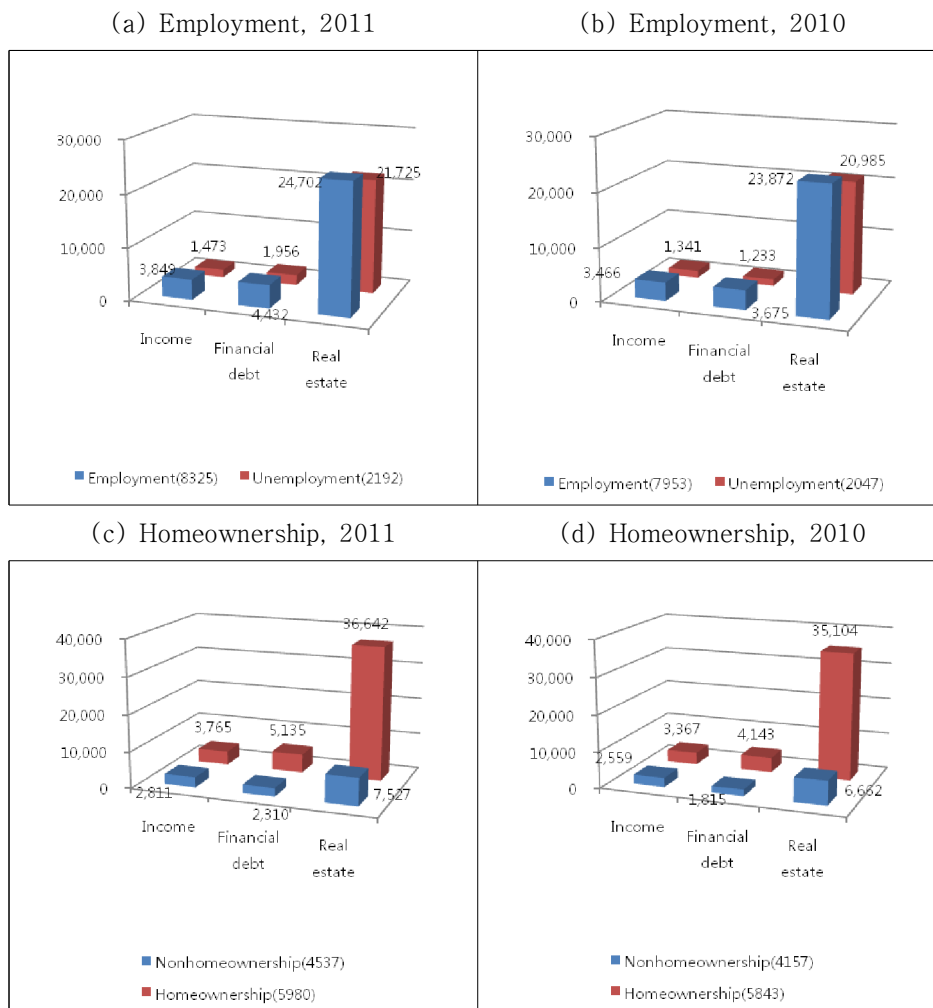 (a) Employment, 2011
30,000
20,000
10,000
0
3,849
1,473
4,432
1,956
24,702
21,725
Income
Financial
debt
Real
estate
Employment(8325) Unemployment(2192)
(b) Employment, 2010
30,000
20,000
10,000
0
3,466
1,341
3,675
1,233
23,872
20,985
Income
Financial
debt
Real
estate
Employment(7953) Unemployment(2047)
(c) Homeownership, 2011
40,000
30,000
20,000
10,000
0
2,811
3,765
2,310
5,135
7,527
36,642
Income
Financial
debt
Real
estate
Nonhomeownership(4537)
Homeownership(5980)
(d) Homeownership, 2010
40,000
30,000
20,000
10,000
0
2,559
3,367
1,815
4,143
6,662
35,104
Income
Financial
debt
Real
estate
Nonhomeownership(4157)
Homeownership(5843)